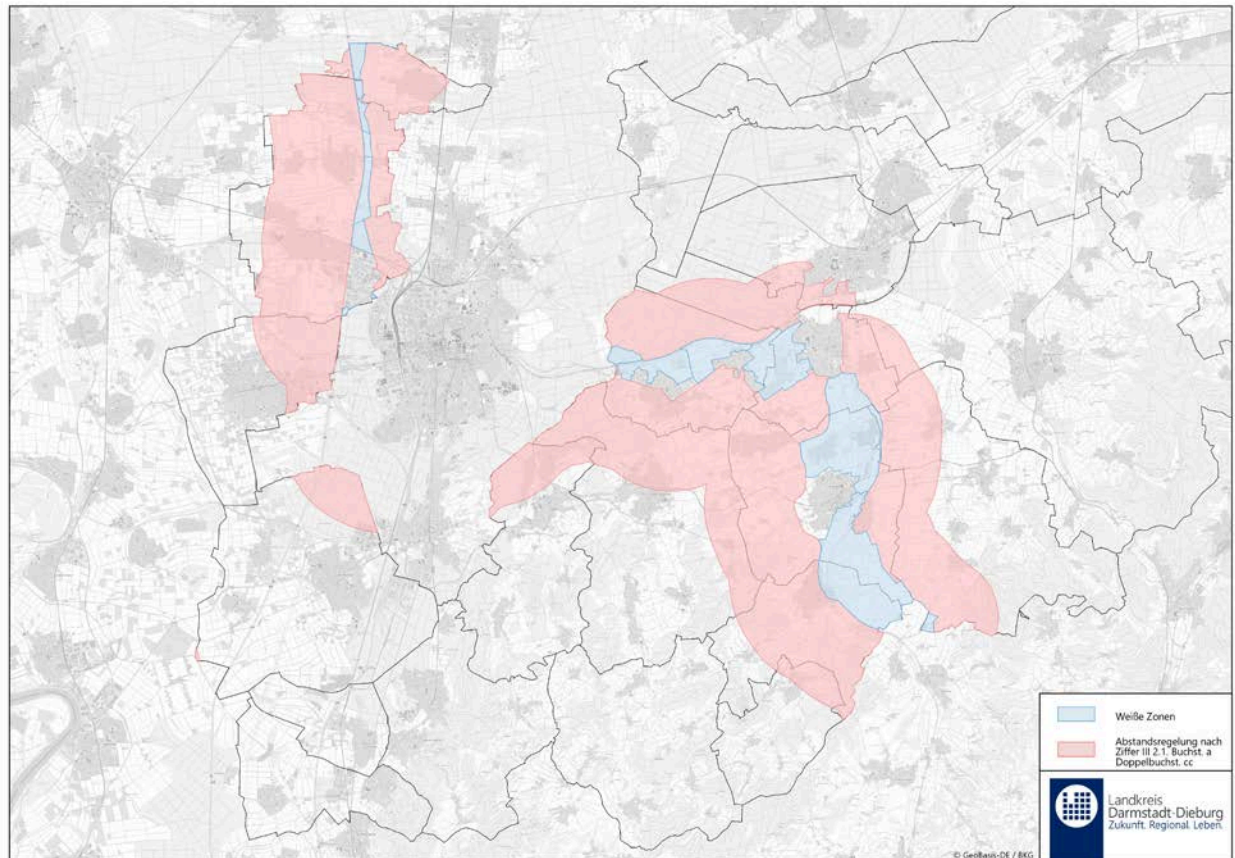 Weiße Zonen
Abstandsregelung nach
Ziffer III 2.1. Buchst. a
Doppelbuchst. cc
Landkreis
Darmstadt-Dieburg
Zukunft. Regional. Leben.
© GeoBasis-DE / BKG